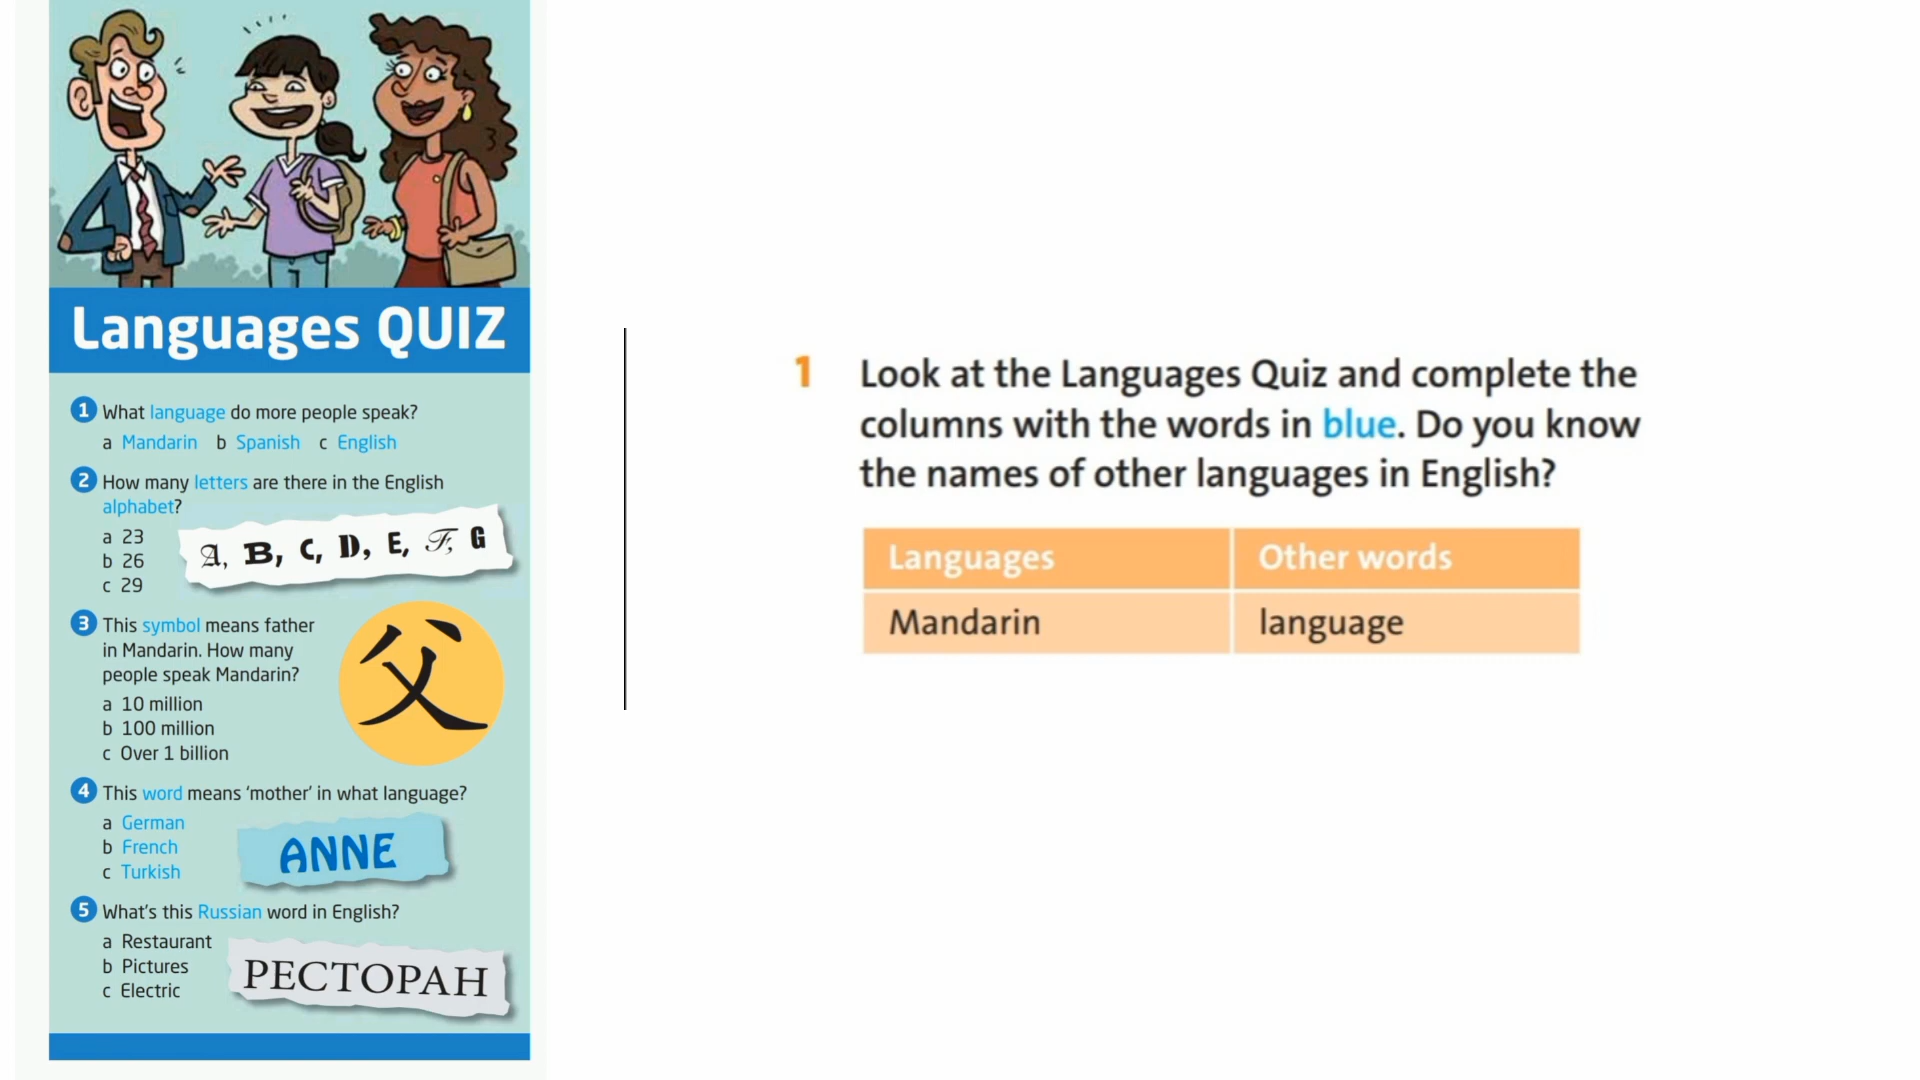 Languages QUIZ
1 What language do more people speak?
a Mandarin b Spanish c English
2 How many letters are there in the English
alphabet?
a 23
b 26
c 29
A, B, C, D, E, F, G
3 This symbol means father
in Mandarin. How many
people speak Mandarin?
a 10 million
b 100 million
c Over 1 billion
父
4 This word means ‘mother’ in what language?
a German
b French
c Turkish
ANNE
5 What's this Russian word in English?
a Restaurant
b Pictures
c Electric
РЕСТОРАН
1 Look at the Languages Quiz and complete the
columns with the words in blue. Do you know
the names of other languages in English?
Languages Other words
Mandarin language